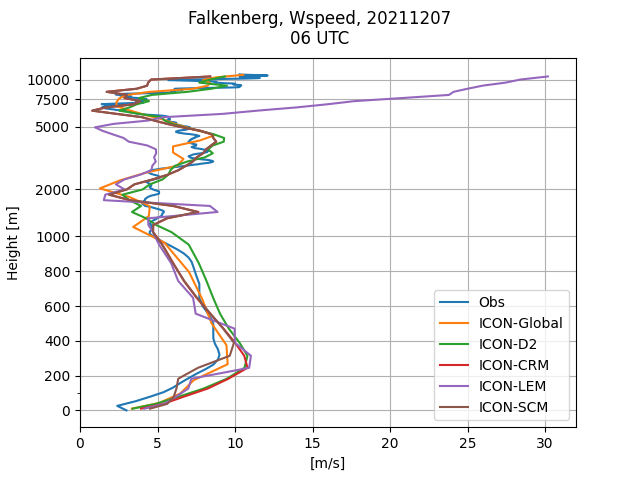 Falkenberg, Wspeed, 20211207
06 UTC
Height [m]
10000
7500
5000
2000
1000
800
600
400
200
0
Obs
ICON-Global
ICON-D2
ICON-CRM
ICON-LEM
ICON-SCM
0 5 10 15 20 25 30
[m/s]